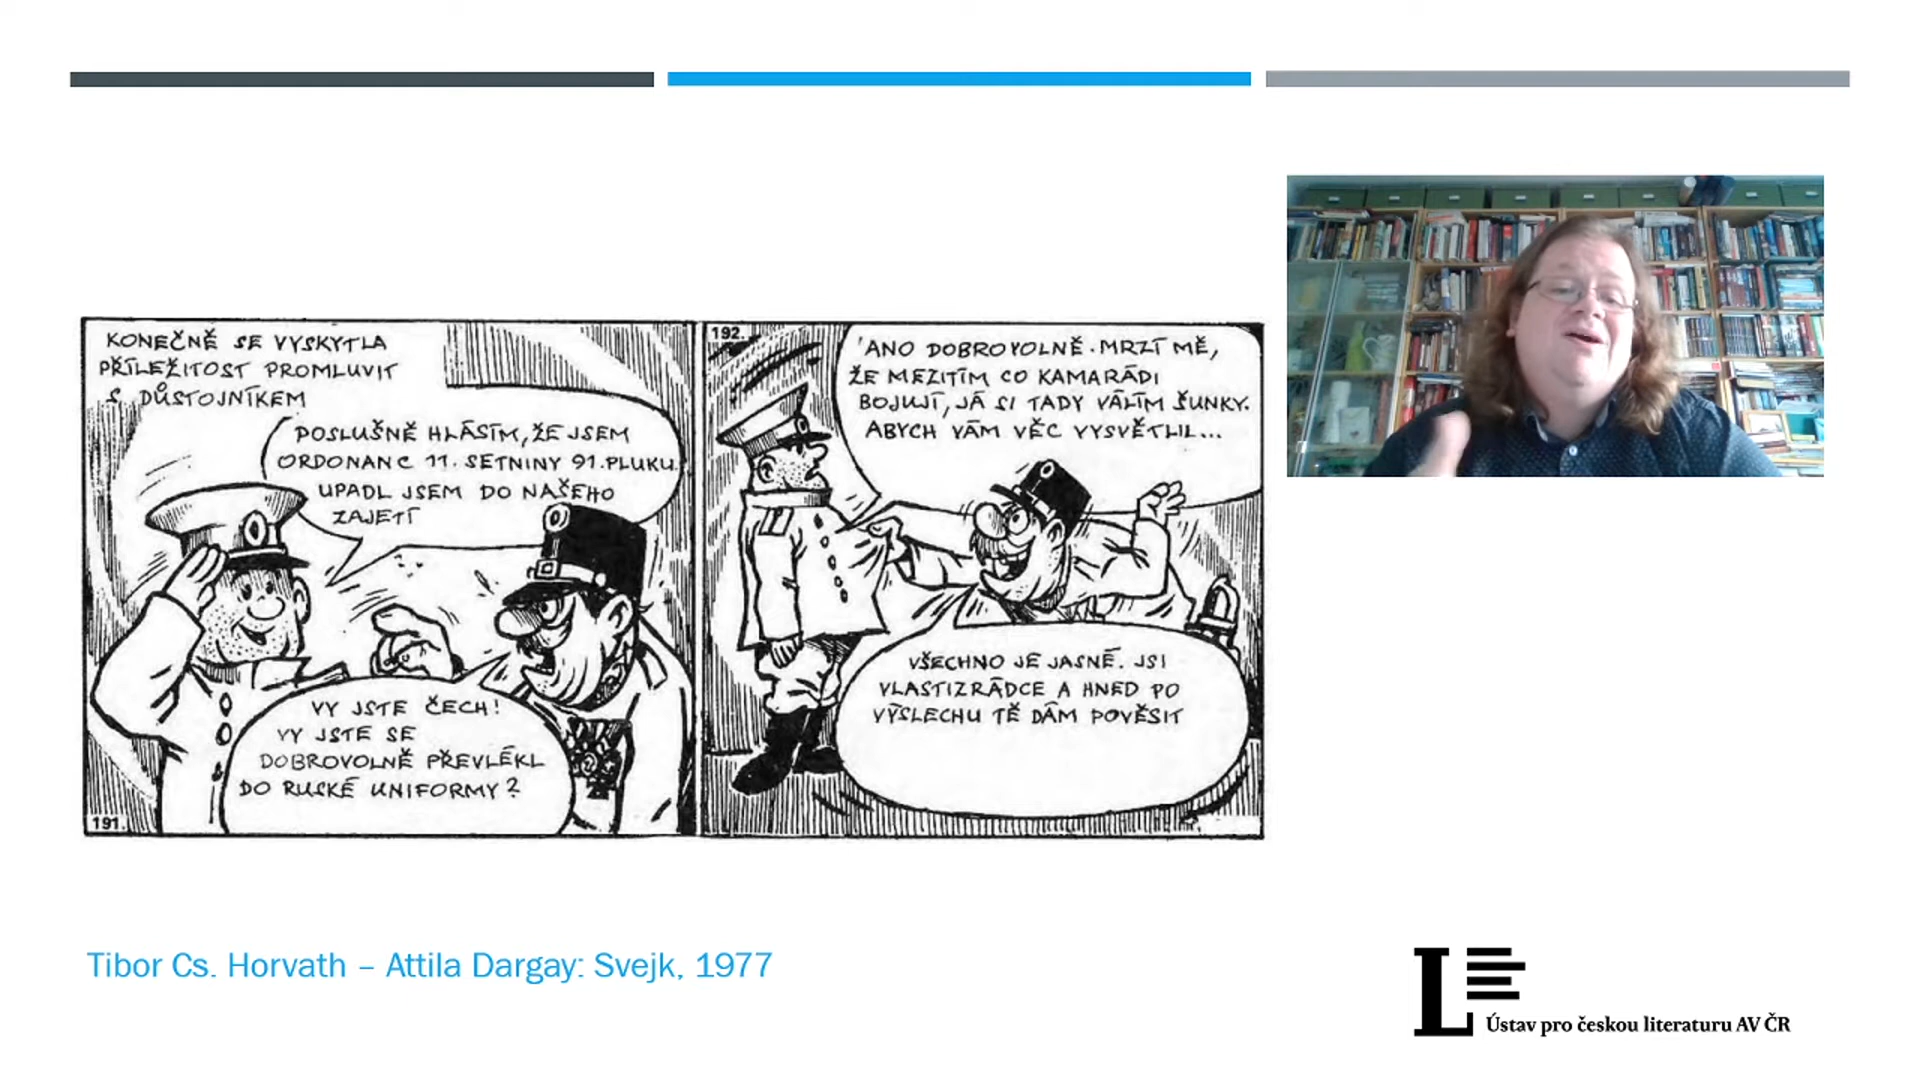 KONEČNĚ SE VYSKYTLA
PŘÍLEŽITOST PROMLUVIT
S DŮSTOJNÍKEM
POSLUŠNĚ HLÁSÍM, ŽE JSEM
ORDONANC 11. SETNINY 91. PLUKU
UPADL JSEM DO NAŠEHO
ZAJETÍ
VY JSTE ČECH!
VY JSTE SE
DOBROVOLNĚ PŘEVLÉKL
DO RUSKÉ UNIFORMY?
191.
192.
'ANO DOBROVOLNĚ. MRZÍ MĚ,
ŽE MEZITÍM CO KAMARÁDI
BOJUJÍ, JÁ SI TADY VÁLÍM ŠUNKY.
ABYCH VÁM VĚC VYSVĚTLIL...
VŠECHNO JE JASNÉ. JSI
VLASTIZRÁDCE A HNED PO
VÝSLECHU TĚ DÁM POVĚSIT
Tibor Cs. Horvath – Attila Dargay: Svejk, 1977
Ústav pro českou literaturu AV ČR